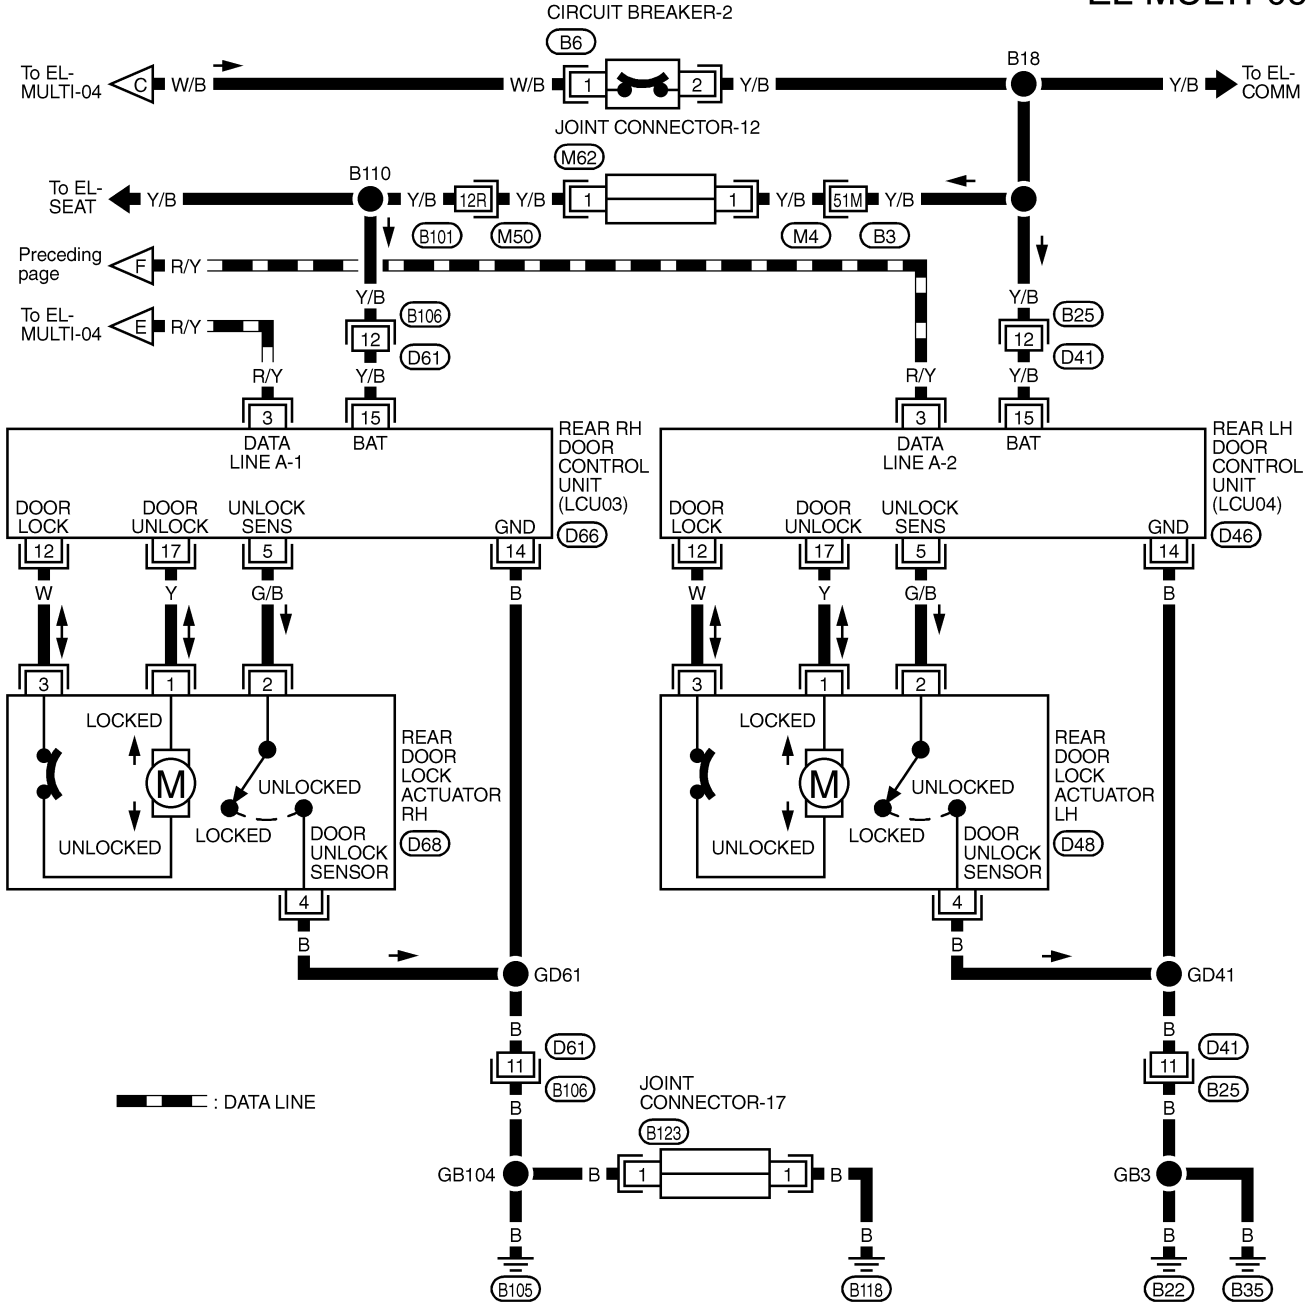 CIRCUIT BREAKER-2
B6
B18
To EL-
MULTI-04
C
W/B
W/B
1
2
Y/B
Y/B
To EL-
COMM
JOINT CONNECTOR-12
M62
B110
To EL-
SEAT
Y/B
Y/B
12R
Y/B
1
1
Y/B
51M
Y/B
B101
M50
M4
B3
Preceding
page
F
R/Y
Y/B
Y/B
To EL-
MULTI-04
E
R/Y
B106
B25
12
12
D61
D41
R/Y
Y/B
R/Y
Y/B
3
15
3
15
DATA
LINE A-1
BAT
REAR RH
DOOR
CONTROL
UNIT
(LCU03)
D66
DATA
LINE A-2
BAT
REAR LH
DOOR
CONTROL
UNIT
(LCU04)
D46
DOOR
LOCK
DOOR
UNLOCK
UNLOCK
SENS
GND
DOOR
LOCK
DOOR
UNLOCK
UNLOCK
SENS
GND
12
17
5
14
12
17
5
14
W
Y
G/B
B
W
Y
G/B
B
3
1
2
3
1
2
LOCKED
M
UNLOCKED
UNLOCKED
LOCKED
DOOR
UNLOCK
SENSOR
REAR
DOOR
LOCK
ACTUATOR
RH
D68
LOCKED
M
UNLOCKED
UNLOCKED
LOCKED
DOOR
UNLOCK
SENSOR
REAR
DOOR
LOCK
ACTUATOR
LH
D48
4
4
B
B
GD61
GD41
B
B
D61
D41
11
11
B106
B25
: DATA LINE
B
B
JOINT
CONNECTOR-17
B123
GB104
B
1
1
B
GB3
B
B
B
B
B105
B118
B22
B35